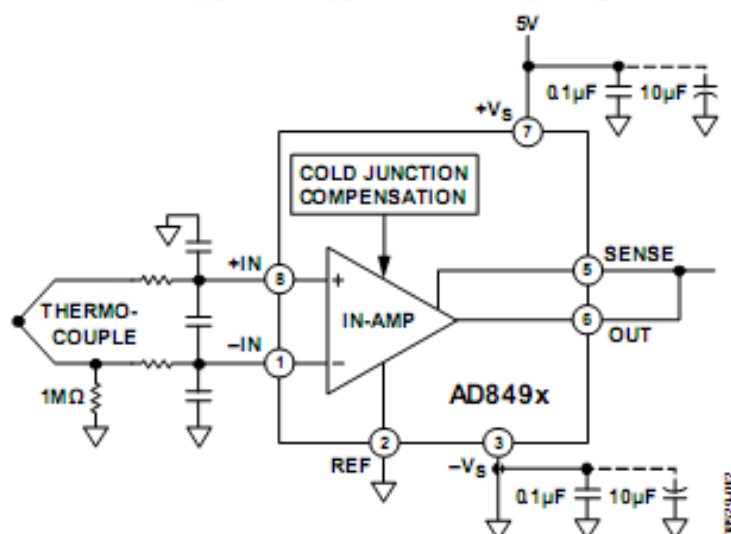 5V
0.1µF
10µF
+VS
7
COLD JUNCTION
COMPENSATION
+IN
8
+
SENSE
5
THERMO-
COUPLE
IN-AMP
6
OUT
–IN
1
–
1MΩ
AD849x
2
REF
3
–VS
0.1µF
10µF